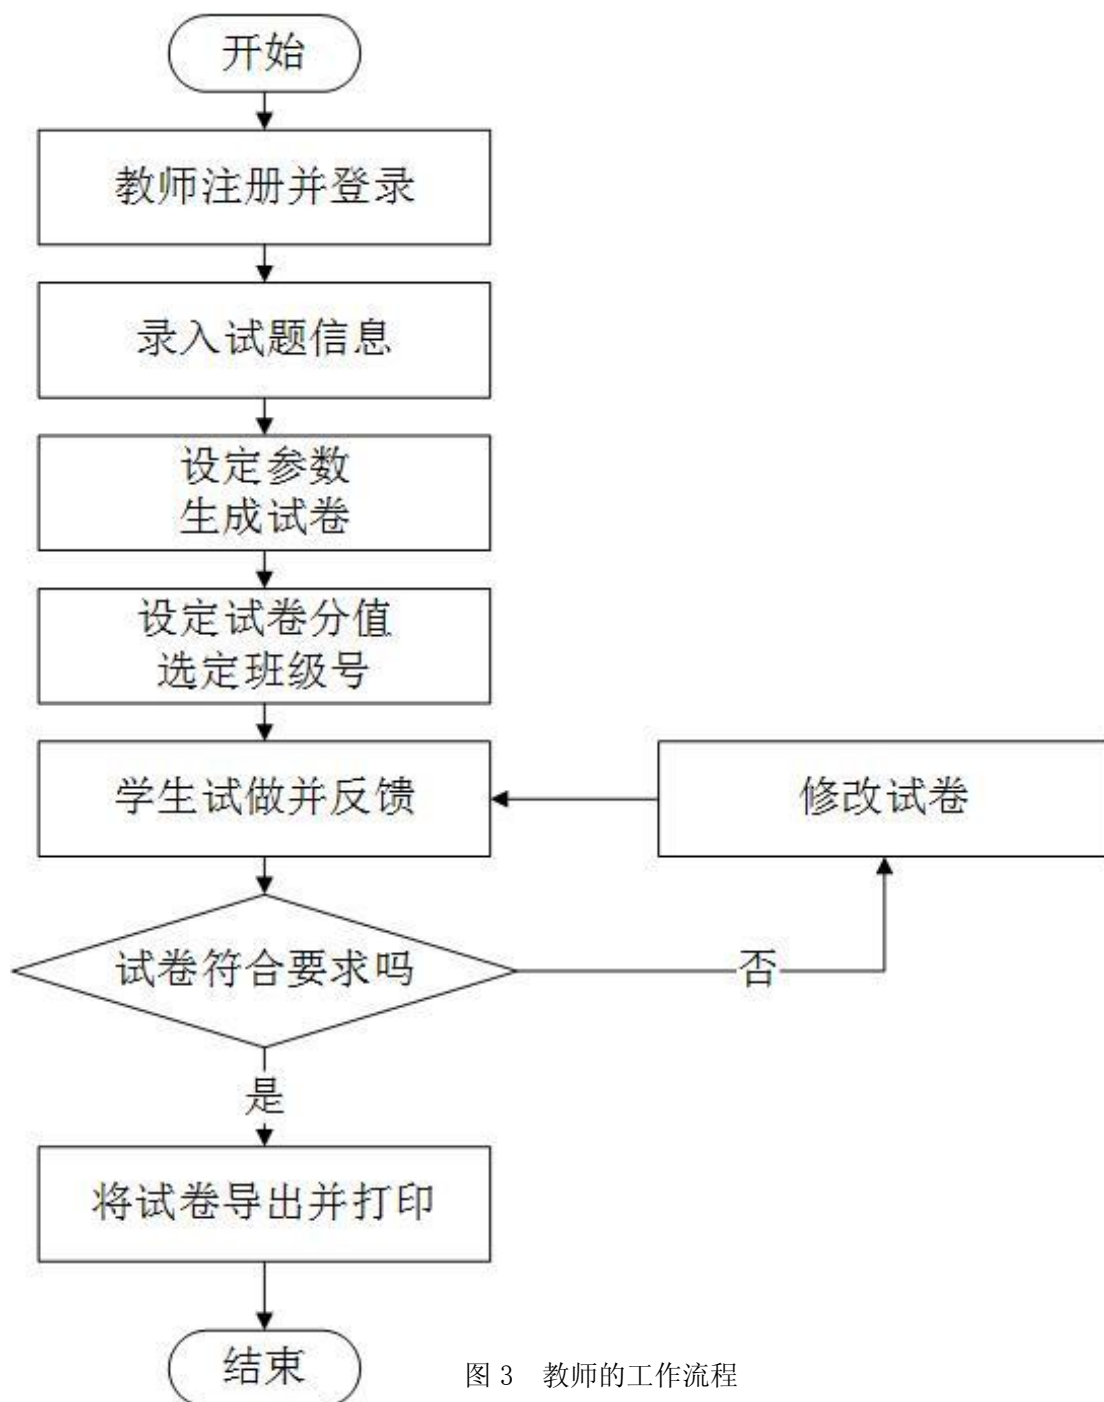 开始
教师注册并登录
录入试题信息
设定参数
生成试卷
设定试卷分值
选定班级号
学生试做并反馈
修改试卷
试卷符合要求吗
否
是
将试卷导出并打印
结束
图 3 教师的工作流程